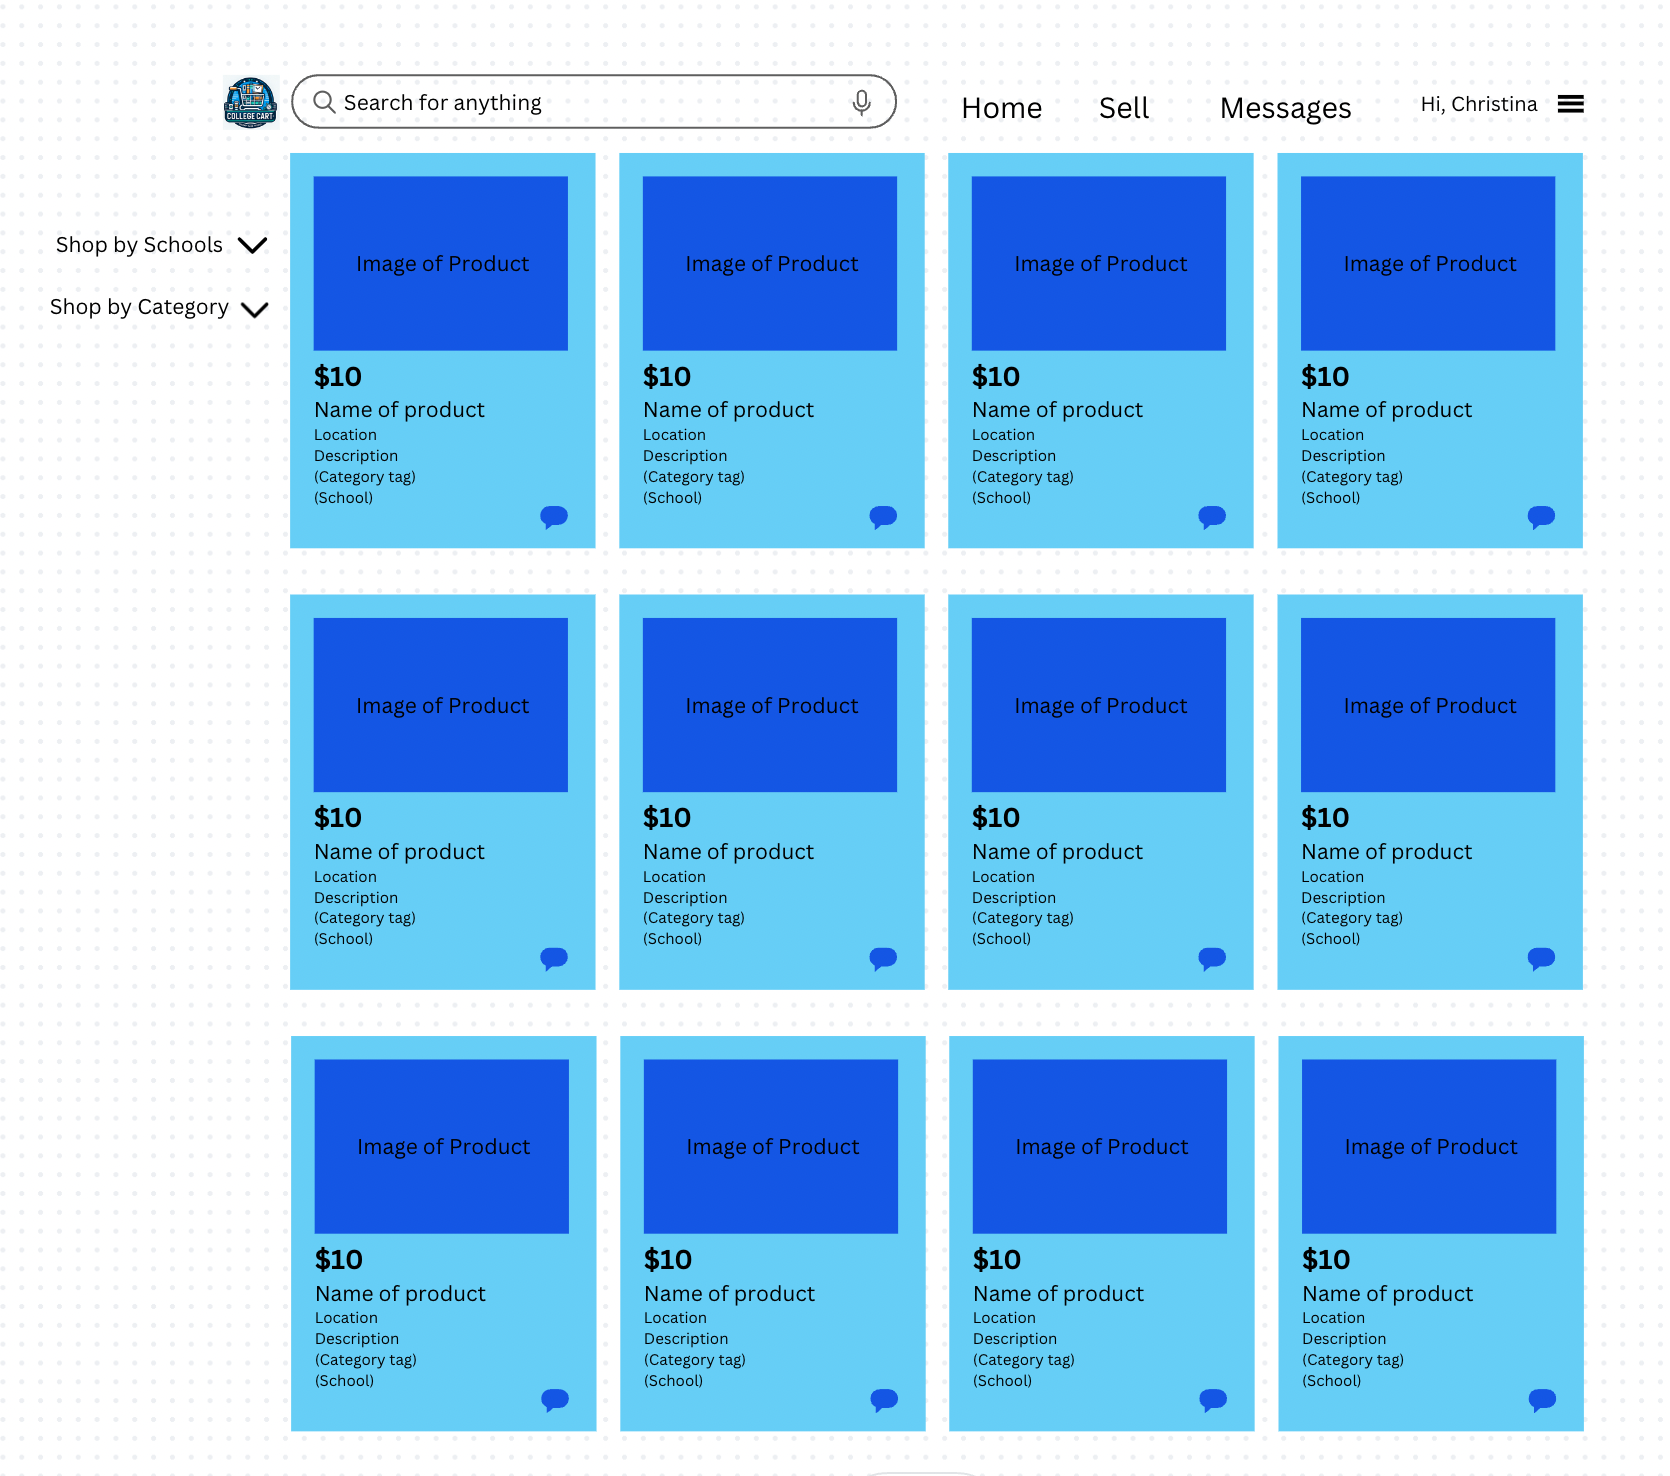 COLLEGE CART
Search for anything
Home Sell Messages Hi, Christina
Shop by Schools
Shop by Category
Image of Product
$10
Name of product
Location
Description
(Category tag)
(School)
Image of Product
$10
Name of product
Location
Description
(Category tag)
(School)
Image of Product
$10
Name of product
Location
Description
(Category tag)
(School)
Image of Product
$10
Name of product
Location
Description
(Category tag)
(School)
Image of Product
$10
Name of product
Location
Description
(Category tag)
(School)
Image of Product
$10
Name of product
Location
Description
(Category tag)
(School)
Image of Product
$10
Name of product
Location
Description
(Category tag)
(School)
Image of Product
$10
Name of product
Location
Description
(Category tag)
(School)
Image of Product
$10
Name of product
Location
Description
(Category tag)
(School)
Image of Product
$10
Name of product
Location
Description
(Category tag)
(School)
Image of Product
$10
Name of product
Location
Description
(Category tag)
(School)
Image of Product
$10
Name of product
Location
Description
(Category tag)
(School)